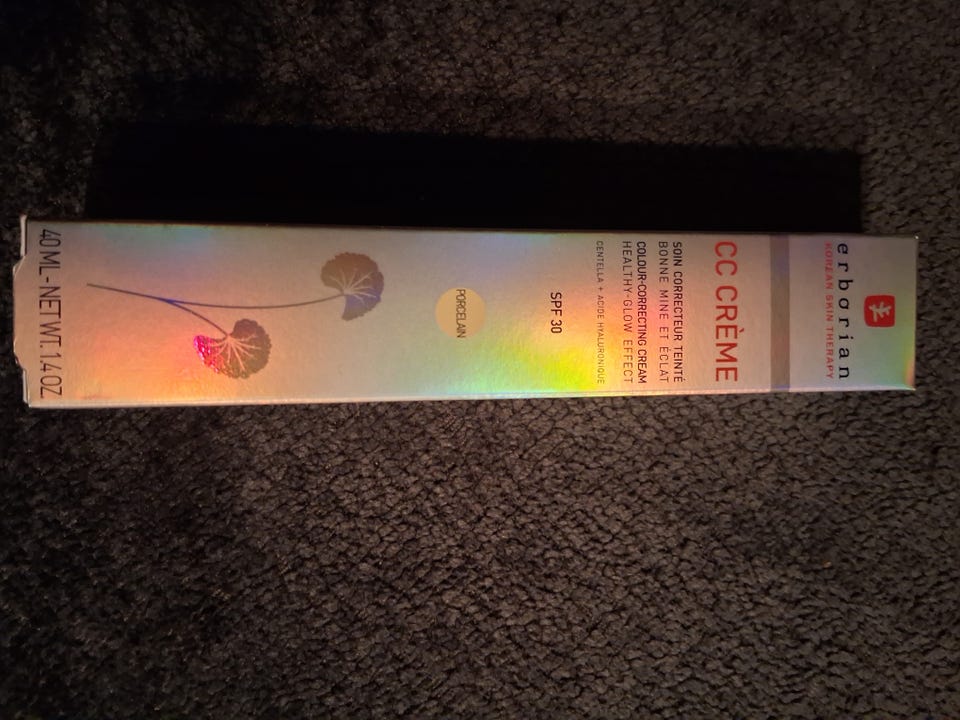 erborian
KOREAN SKIN THERAPY
CC CRÈME
SOIN CORRECTEUR TEINTÉ
BONNE MINE ET ÉCLAT
COLOUR-CORRECTING CREAM
HEALTHY-GLOW EFFECT
CENTELLA + ACIDE HYALURONIQUE
SPF 30
PORCELAIN
40 ML - NET WT. 1.4 OZ